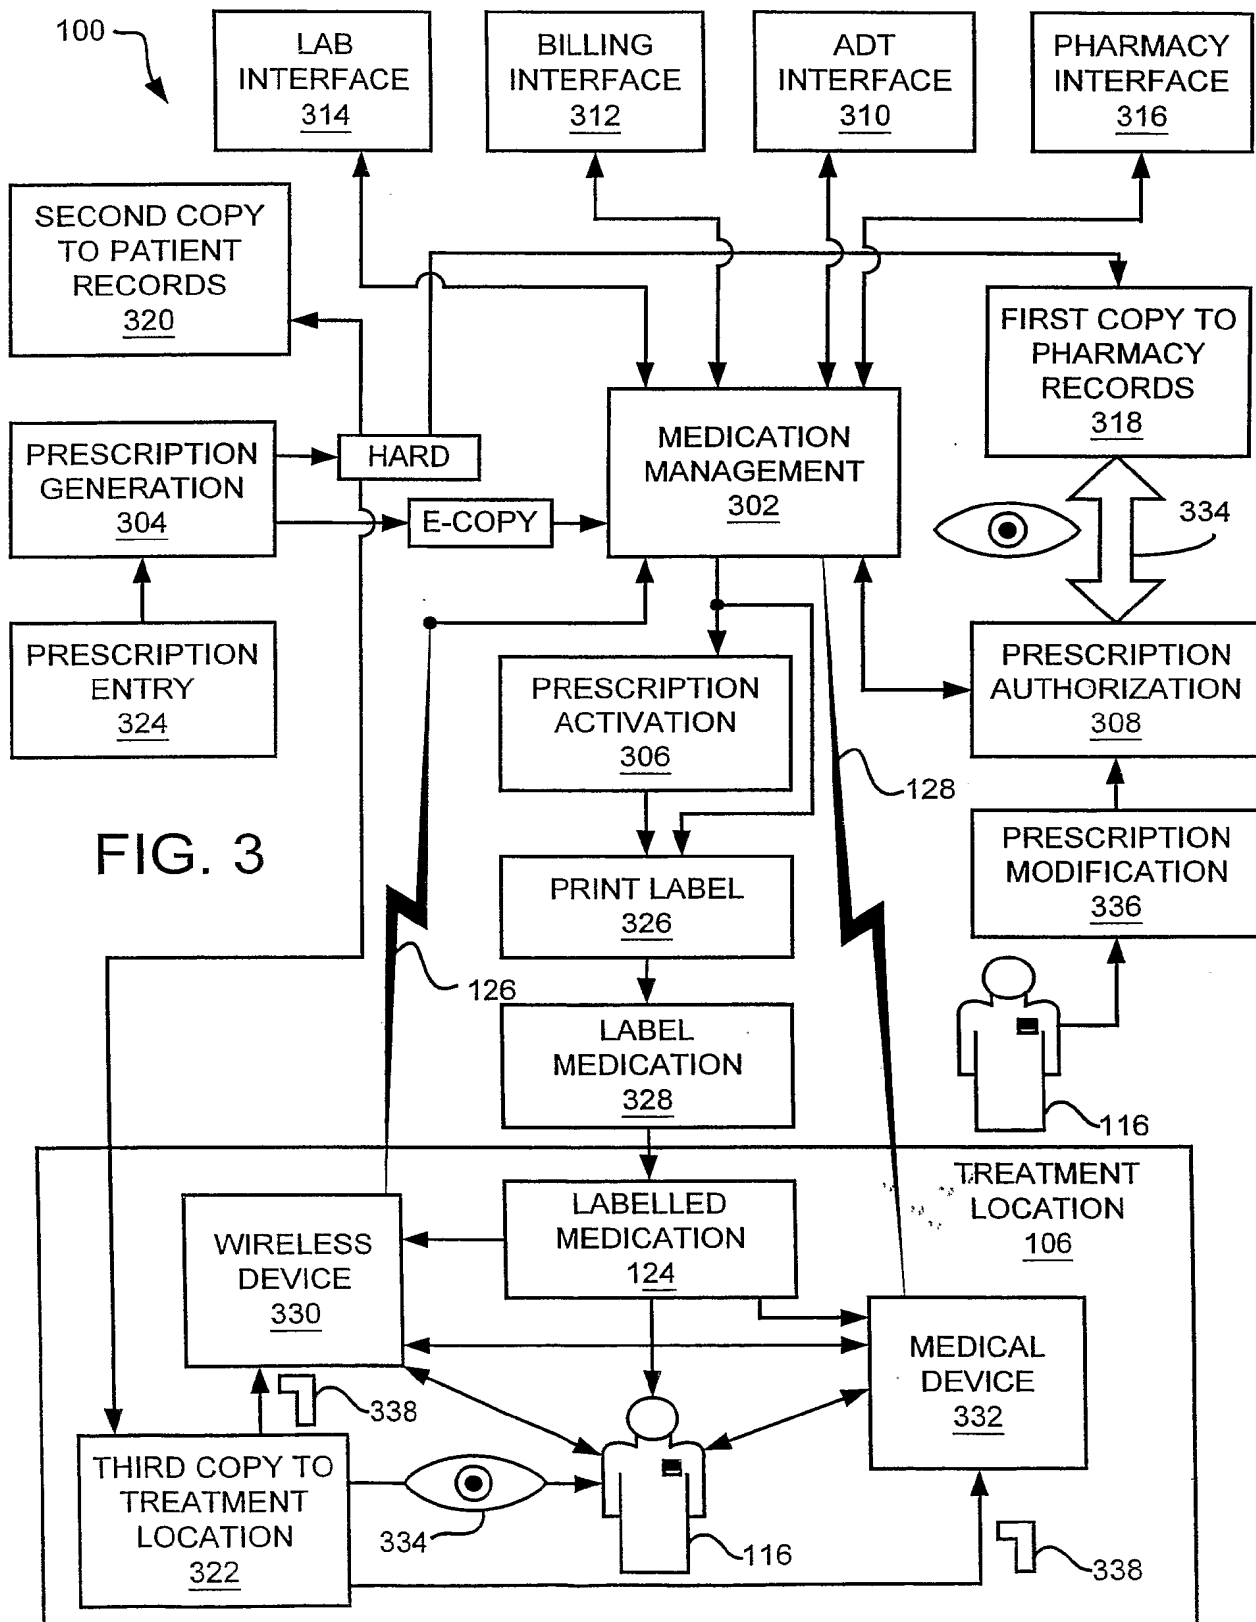 100
LAB
INTERFACE
314
BILLING
INTERFACE
312
ADT
INTERFACE
310
PHARMACY
INTERFACE
316
SECOND COPY
TO PATIENT
RECORDS
320
FIRST COPY TO
PHARMACY
RECORDS
318
PRESCRIPTION
GENERATION
304
HARD
E-COPY
MEDICATION
MANAGEMENT
302
334
PRESCRIPTION
ENTRY
324
PRESCRIPTION
ACTIVATION
306
PRESCRIPTION
AUTHORIZATION
308
128
FIG. 3
PRINT LABEL
326
PRESCRIPTION
MODIFICATION
336
126
LABEL
MEDICATION
328
116
TREATMENT
LOCATION
106
WIRELESS
DEVICE
330
LABELLED
MEDICATION
124
MEDICAL
DEVICE
332
338
THIRD COPY TO
TREATMENT
LOCATION
322
334
116
338